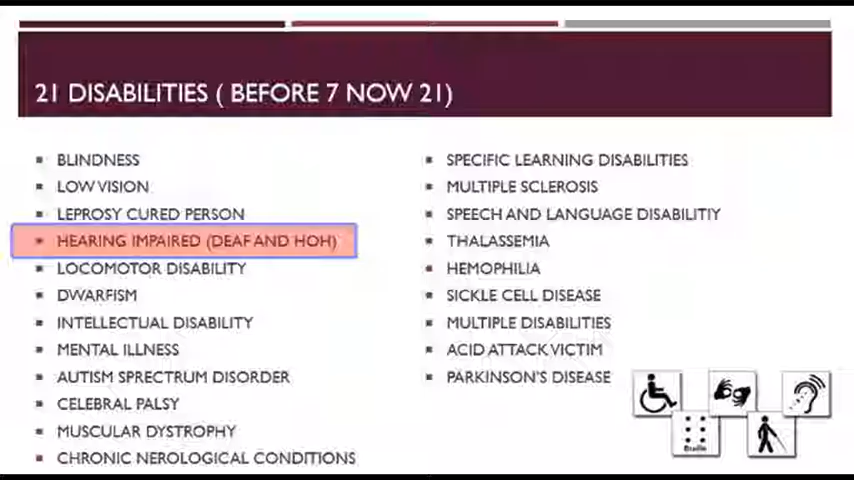 21 DISABILITIES ( BEFORE 7 NOW 21)
BLINDNESS
LOW VISION
LEPROSY CURED PERSON
HEARING IMPAIRED (DEAF AND HOH)
LOCOMOTOR DISABILITY
DWARFISM
INTELLECTUAL DISABILITY
MENTAL ILLNESS
AUTISM SPRECTRUM DISORDER
CELEBRAL PALSY
MUSCULAR DYSTROPHY
CHRONIC NEROLOGICAL CONDITIONS
SPECIFIC LEARNING DISABILITIES
MULTIPLE SCLEROSIS
SPEECH AND LANGUAGE DISABILITIY
THALASSEMIA
HEMOPHILIA
SICKLE CELL DISEASE
MULTIPLE DISABILITIES
ACID ATTACK VICTIM
PARKINSON'S DISEASE
Braille